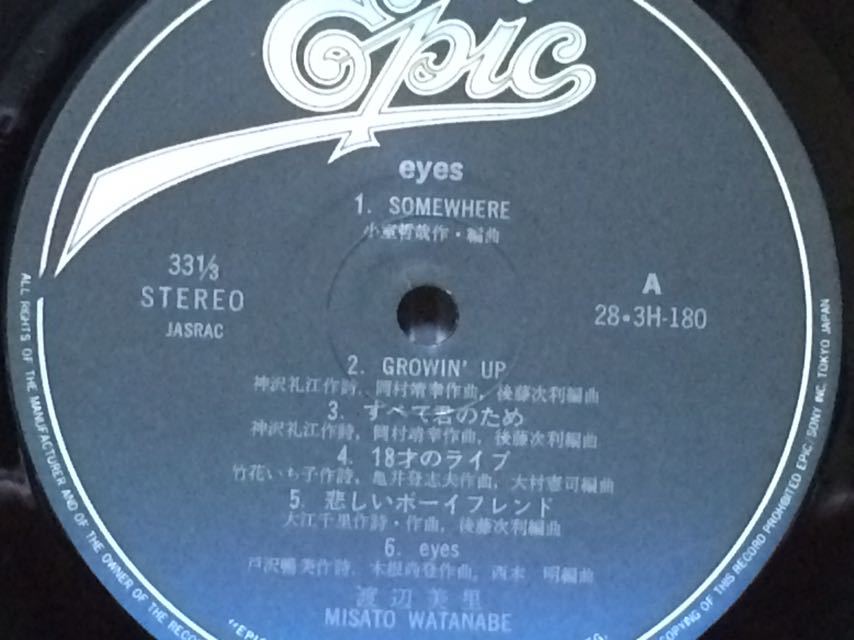 Epic
eyes
1. SOMEWHERE
小室哲哉作・編曲
33⅓
STEREO
JASRAC
A
28・3H-180
2. GROWIN' UP
神沢礼江作詩, 岡村靖幸作曲, 後藤次利編曲
3. すべて君のため
神沢礼江作詩, 岡村靖幸作曲, 後藤次利編曲
4. 18才のライブ
竹花いち子作詩, 亀井登志夫作曲, 大村憲司編曲
5. 悲しいボーイフレンド
大江千里作詩・作曲, 後藤次利編曲
6. eyes
戸沢暢美作詩, 木根尚登作曲, 西本 明編曲
渡辺美里
MISATO WATANABE
ALL RIGHTS OF THE MANUFACTURER AND OF THE OWNER OF THE
COPYING OF THIS RECORD PROHIBITED EPIC/SONY INC. TOKYO JAPAN
"EPIC